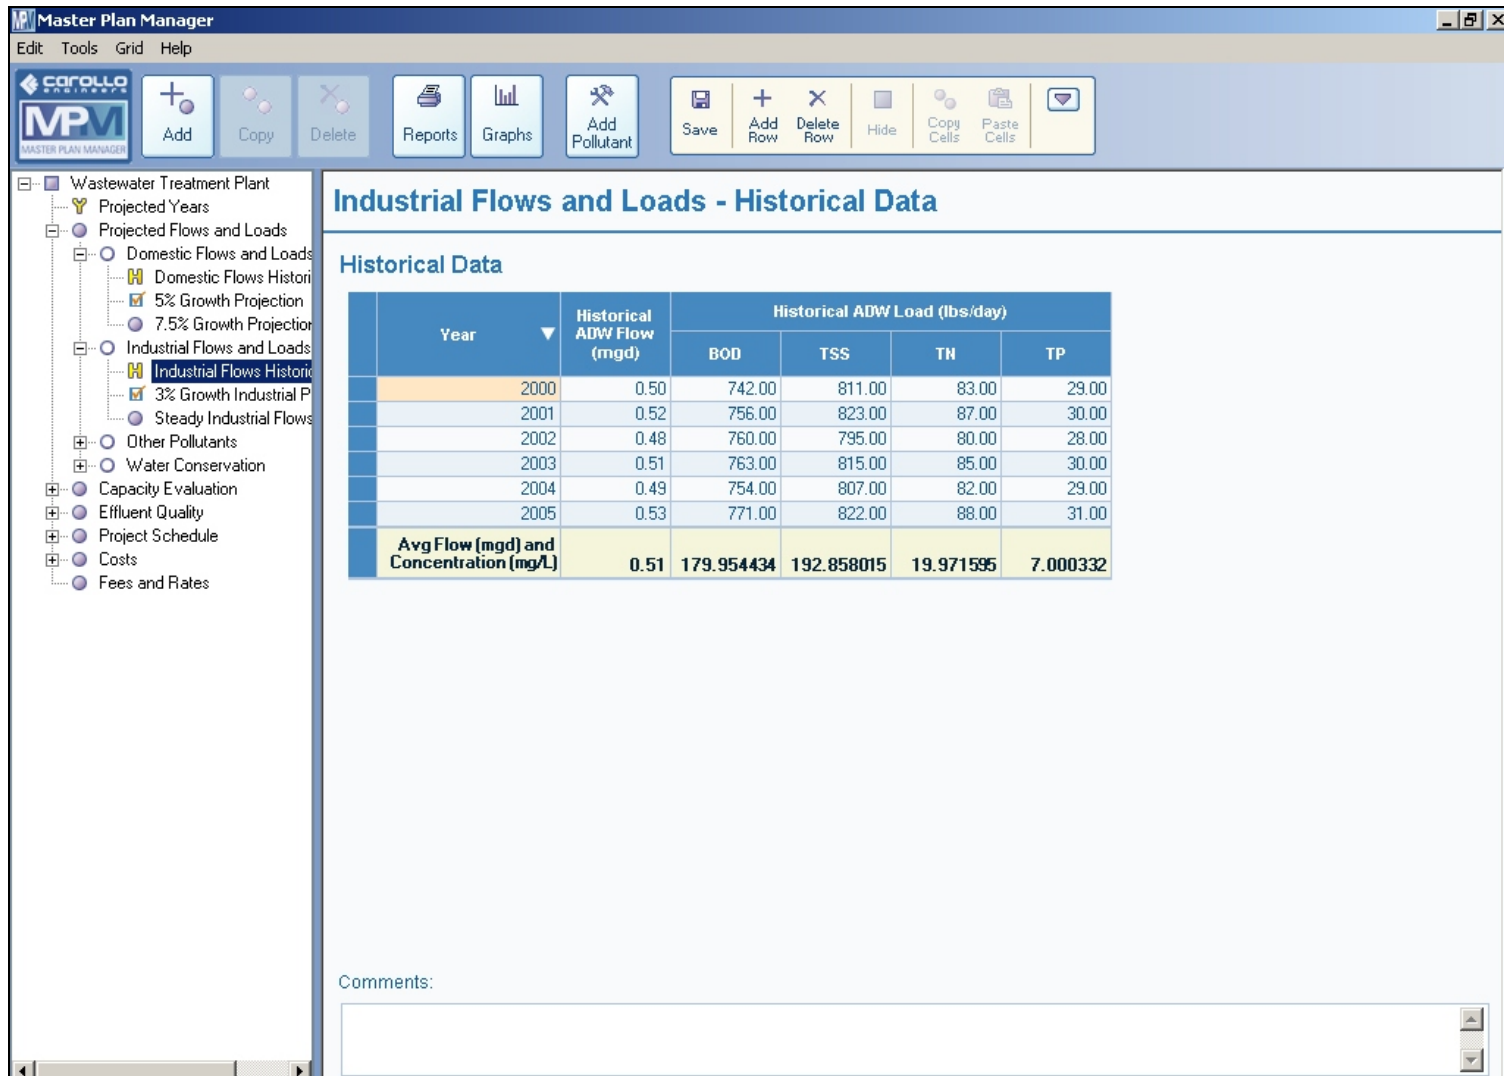 Master Plan Manager
Edit Tools Grid Help
carollo
engineers
MPM
MASTER PLAN MANAGER
Add Copy Delete Reports Graphs Add Pollutant Save Add Row Delete Row Hide Copy Cells Paste Cells
Wastewater Treatment Plant
Projected Years
Projected Flows and Loads
Domestic Flows and Loads
Domestic Flows Histori
5% Growth Projection
7.5% Growth Projection
Industrial Flows and Loads
Industrial Flows Historic
3% Growth Industrial P
Steady Industrial Flows
Other Pollutants
Water Conservation
Capacity Evaluation
Effluent Quality
Project Schedule
Costs
Fees and Rates
Industrial Flows and Loads - Historical Data
Historical Data
Year Historical ADW Flow (mgd) Historical ADW Load (lbs/day)
BOD TSS TN TP
2000 0.50 742.00 811.00 83.00 29.00
2001 0.52 756.00 823.00 87.00 30.00
2002 0.48 760.00 795.00 80.00 28.00
2003 0.51 763.00 815.00 85.00 30.00
2004 0.49 754.00 807.00 82.00 29.00
2005 0.53 771.00 822.00 88.00 31.00
Avg Flow (mgd) and
Concentration (mg/L) 0.51 179.954434 192.858015 19.971595 7.000332
Comments: